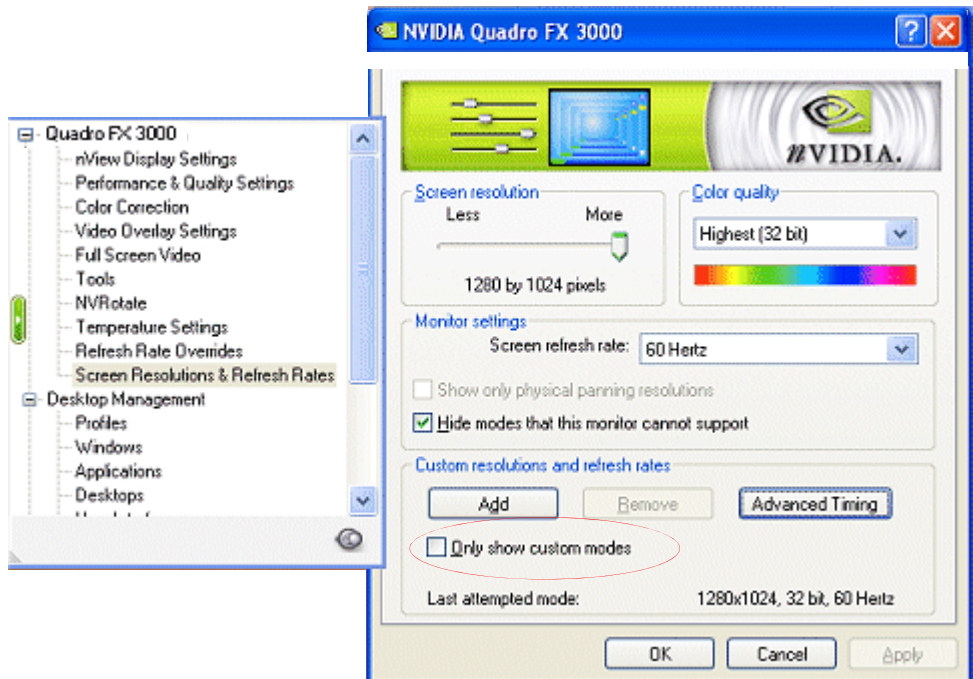 NVIDIA Quadro FX 3000
nVIDIA.
Quadro FX 3000
nView Display Settings
Performance & Quality Settings
Color Correction
Video Overlay Settings
Full Screen Video
Tools
NVRotate
Temperature Settings
Refresh Rate Overrides
Screen Resolutions & Refresh Rates
Desktop Management
Profiles
Windows
Applications
Desktops
Screen resolution
Less More
1280 by 1024 pixels
Color quality
Highest (32 bit)
Monitor settings
Screen refresh rate: 60 Hertz
Show only physical panning resolutions
Hide modes that this monitor cannot support
Custom resolutions and refresh rates
Add Remove Advanced Timing
Only show custom modes
Last attempted mode: 1280x1024, 32 bit, 60 Hertz
OK Cancel Apply